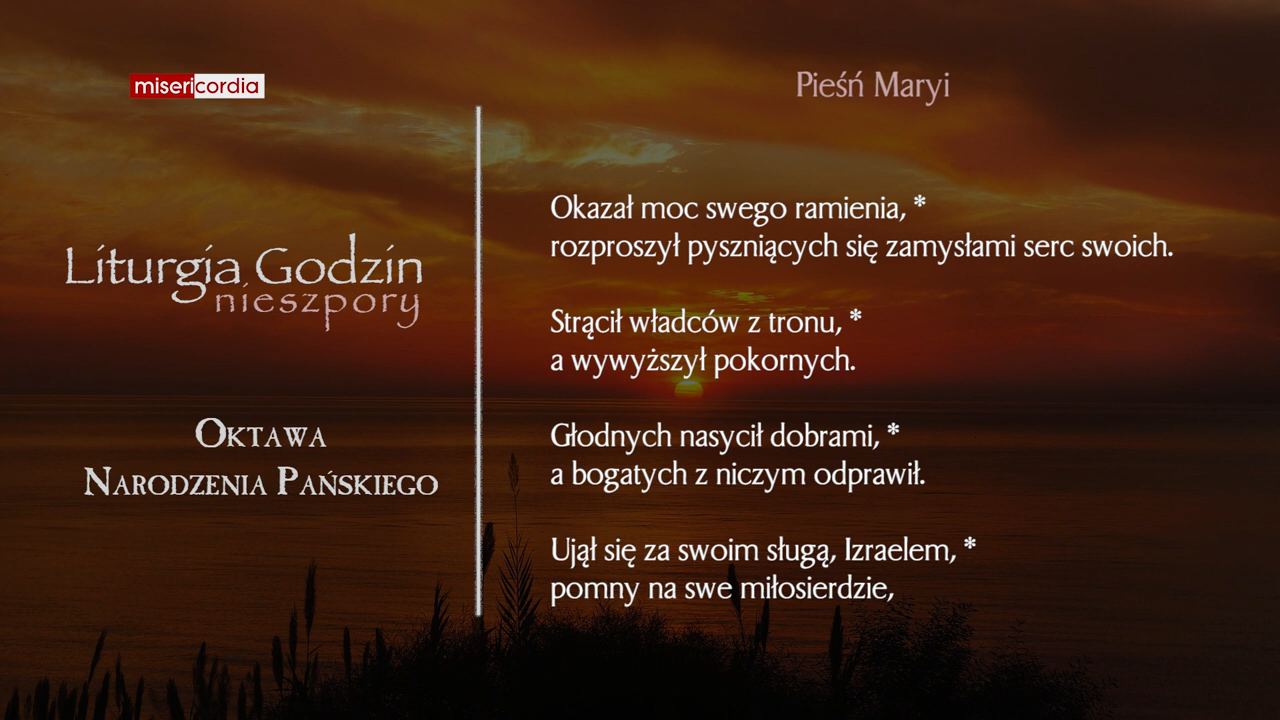 misericordia
Liturgia Godzin
nieszpory
Oktawa
Narodzenia Pańskiego
Pieśń Maryi
Okazał moc swego ramienia, *
rozproszył pyszniących się zamysłami serc swoich.
Strącił władców z tronu, *
a wywyższył pokornych.
Głodnych nasycił dobrami, *
a bogatych z niczym odprawił.
Ujął się za swoim sługą, Izraelem, *
pomny na swe miłosierdzie,